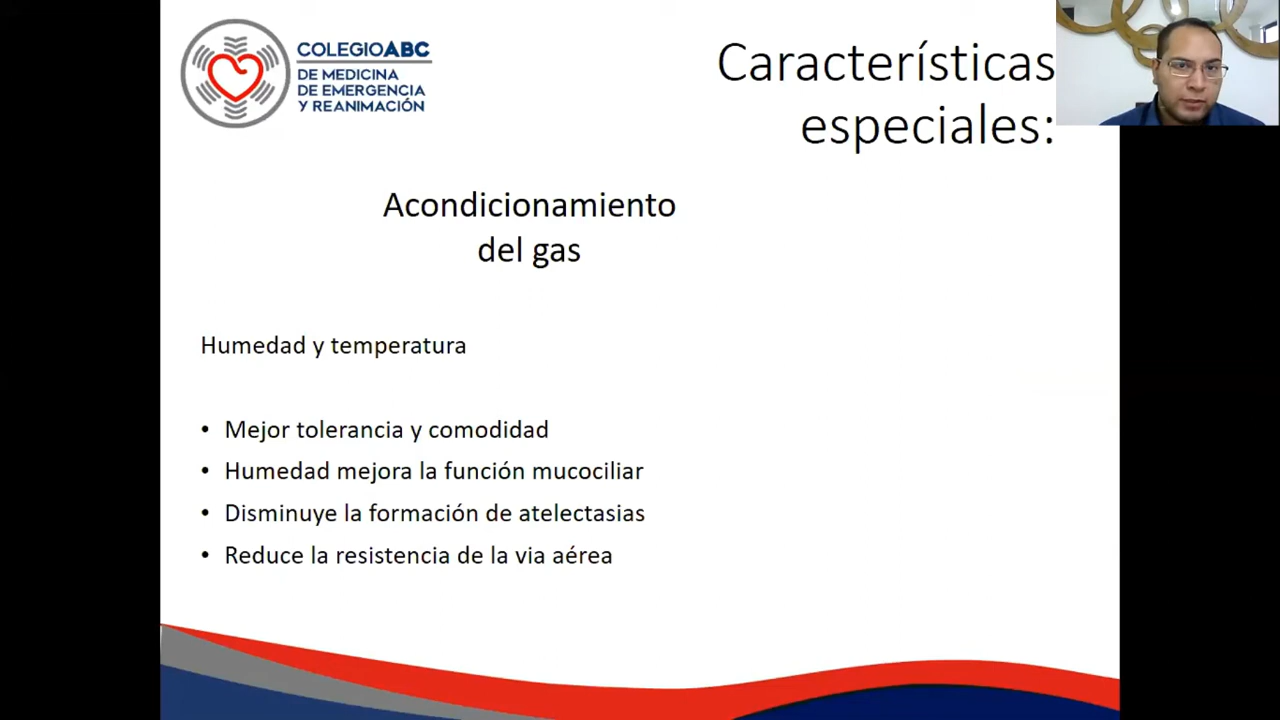 COLEGIOABC
DE MEDICINA
DE EMERGENCIA
Y REANIMACIÓN
Características
especiales:
Acondicionamiento
del gas
Humedad y temperatura
• Mejor tolerancia y comodidad
• Humedad mejora la función mucociliar
• Disminuye la formación de atelectasias
• Reduce la resistencia de la via aérea